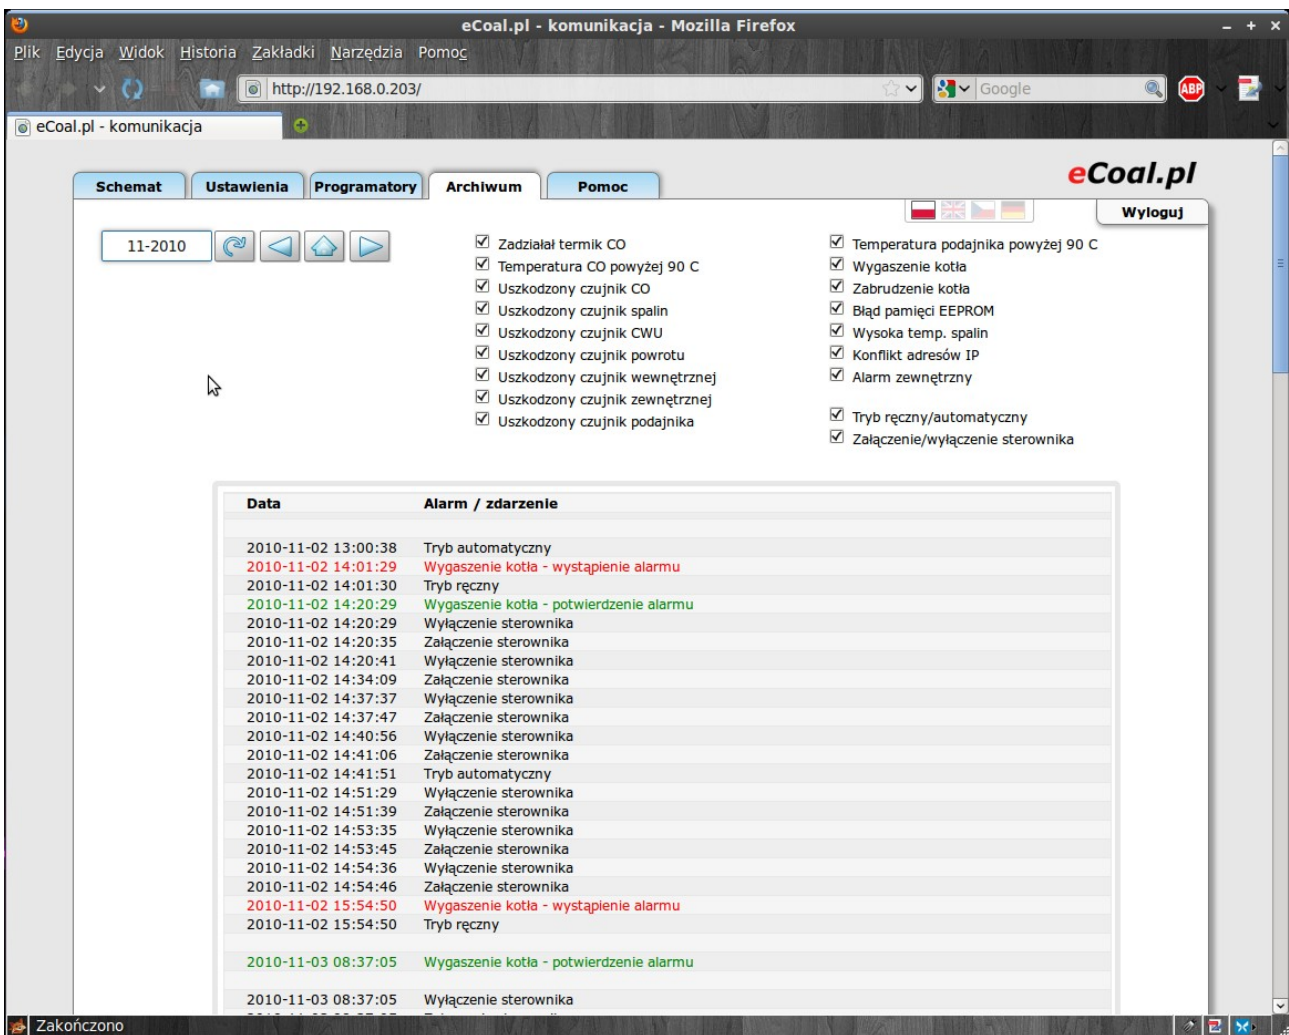 eCoal.pl - komunikacja - Mozilla Firefox
Plik Edycja Widok Historia Zakładki Narzędzia Pomoc
http://192.168.0.203/
Google
ABP
eCoal.pl - komunikacja
eCoal.pl
Schemat Ustawienia Programatory Archiwum Pomoc
Wyloguj
11-2010
Zadziałał termik CO
Temperatura CO powyżej 90 C
Uszkodzony czujnik CO
Uszkodzony czujnik spalin
Uszkodzony czujnik CWU
Uszkodzony czujnik powrotu
Uszkodzony czujnik wewnętrznej
Uszkodzony czujnik zewnętrznej
Uszkodzony czujnik podajnika
Temperatura podajnika powyżej 90 C
Wygaszenie kotła
Zabrudzenie kotła
Błąd pamięci EEPROM
Wysoka temp. spalin
Konflikt adresów IP
Alarm zewnętrzny
Tryb ręczny/automatyczny
Załączenie/wyłączenie sterownika
Data Alarm / zdarzenie
2010-11-02 13:00:38 Tryb automatyczny
2010-11-02 14:01:29 Wygaszenie kotła - wystąpienie alarmu
2010-11-02 14:01:30 Tryb ręczny
2010-11-02 14:20:29 Wygaszenie kotła - potwierdzenie alarmu
2010-11-02 14:20:29 Wyłączenie sterownika
2010-11-02 14:20:35 Załączenie sterownika
2010-11-02 14:20:41 Wyłączenie sterownika
2010-11-02 14:34:09 Załączenie sterownika
2010-11-02 14:37:37 Wyłączenie sterownika
2010-11-02 14:37:47 Załączenie sterownika
2010-11-02 14:40:56 Wyłączenie sterownika
2010-11-02 14:41:06 Załączenie sterownika
2010-11-02 14:41:51 Tryb automatyczny
2010-11-02 14:51:29 Wyłączenie sterownika
2010-11-02 14:51:39 Załączenie sterownika
2010-11-02 14:53:35 Wyłączenie sterownika
2010-11-02 14:53:45 Załączenie sterownika
2010-11-02 14:54:36 Wyłączenie sterownika
2010-11-02 14:54:46 Załączenie sterownika
2010-11-02 15:54:50 Wygaszenie kotła - wystąpienie alarmu
2010-11-02 15:54:50 Tryb ręczny
2010-11-03 08:37:05 Wygaszenie kotła - potwierdzenie alarmu
2010-11-03 08:37:05 Wyłączenie sterownika
Zakończono